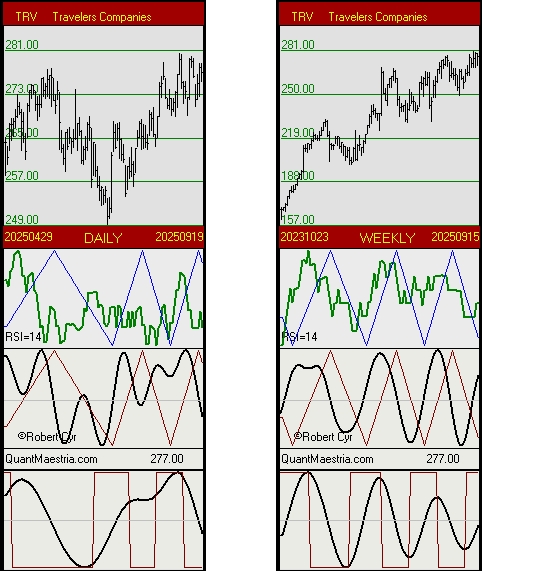 TRV Travelers Companies
281.00
273.00
265.00
257.00
249.00
20250429 DAILY 20250919
RSI=14
©Robert Cyr
QuantMaestria.com 277.00
TRV Travelers Companies
281.00
250.00
219.00
188.00
157.00
20231023 WEEKLY 20250915
RSI=14
©Robert Cyr
QuantMaestria.com 277.00